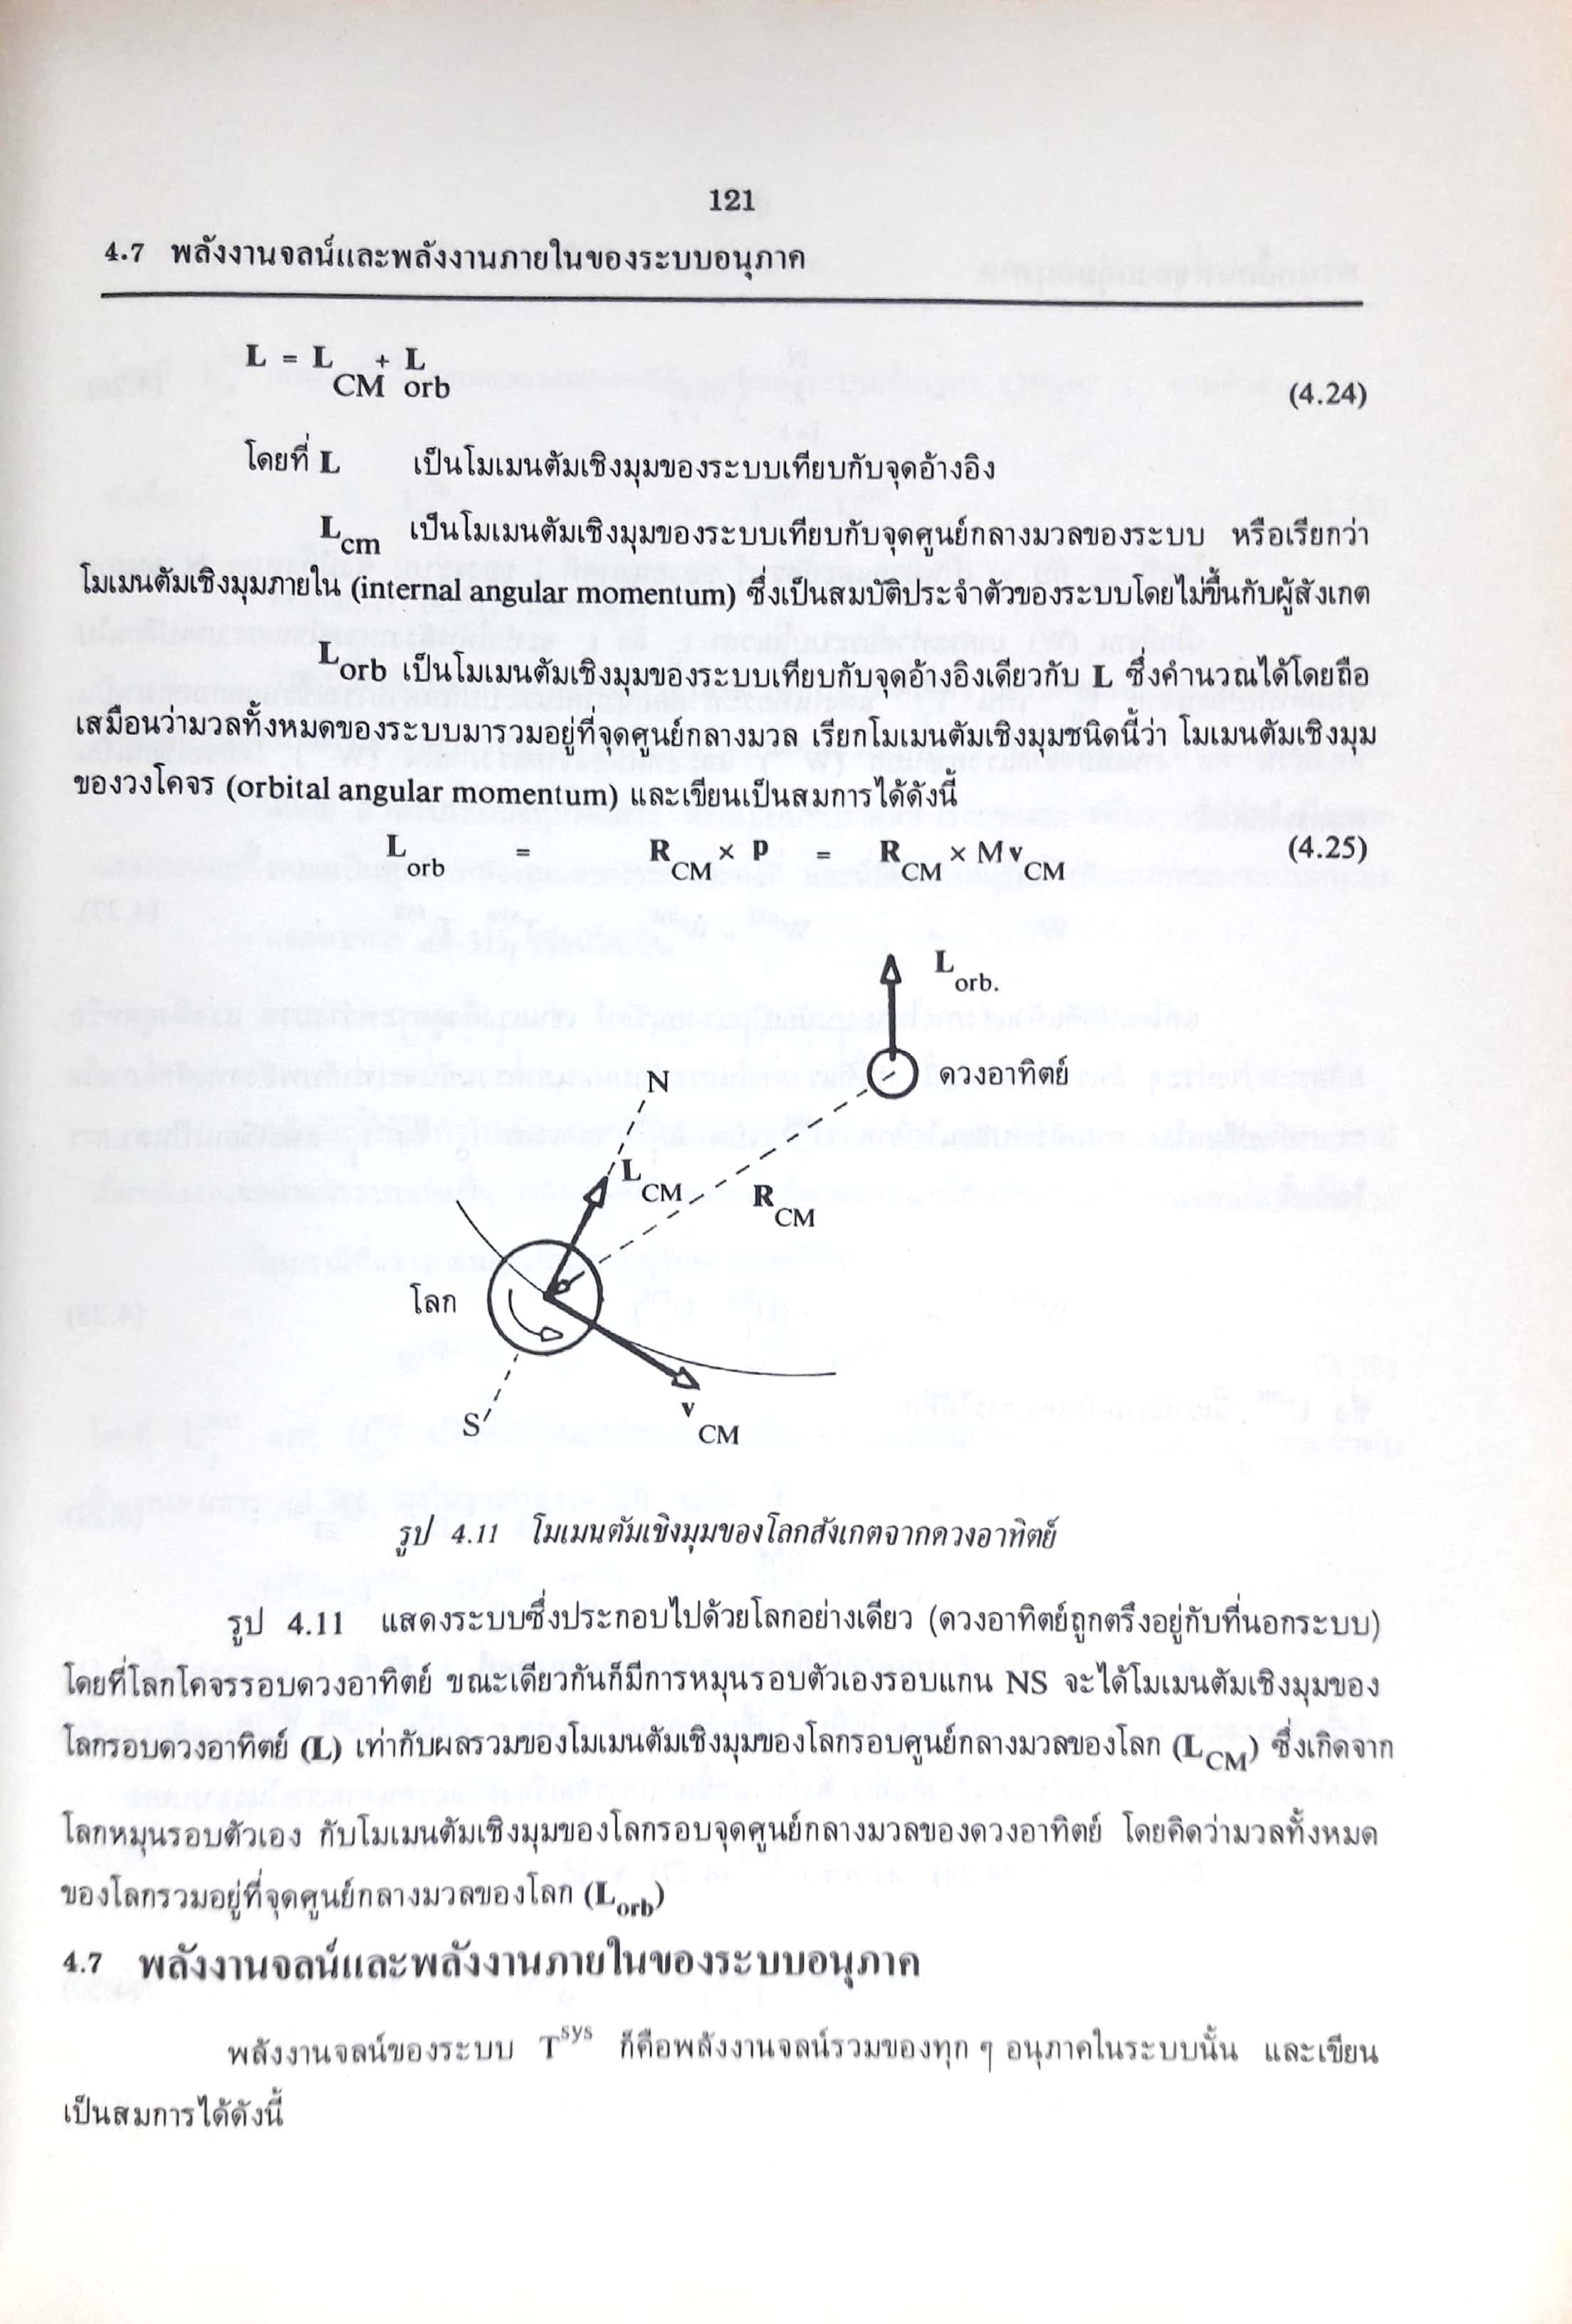 121
4.7 พลังงานจลน์และพลังงานภายในของระบบอนุภาค
L = L CM + L orb (4.24)
โดยที่ L เป็นโมเมนตัมเชิงมุมของระบบเทียบกับจุดอ้างอิง
L cm เป็นโมเมนตัมเชิงมุมของระบบเทียบกับจุดศูนย์กลางมวลของระบบ หรือเรียกว่า
โมเมนตัมเชิงมุมภายใน (internal angular momentum) ซึ่งเป็นสมบัติประจำตัวของระบบโดยไม่ขึ้นกับผู้สังเกต
L orb เป็นโมเมนตัมเชิงมุมของระบบเทียบกับจุดอ้างอิงเดียวกับ L ซึ่งคำนวณได้โดยถือ
เสมือนว่ามวลทั้งหมดของระบบมารวมอยู่ที่จุดศูนย์กลางมวล เรียกโมเมนตัมเชิงมุมชนิดนี้ว่า โมเมนตัมเชิงมุม
ของวงโคจร (orbital angular momentum) และเขียนเป็นสมการได้ดังนี้
L orb = R CM × P = R CM × M v CM (4.25)
L orb.
ดวงอาทิตย์
N
L CM
R CM
โลก
S
v CM
รูป 4.11 โมเมนตัมเชิงมุมของโลกสังเกตจากดวงอาทิตย์
รูป 4.11 แสดงระบบซึ่งประกอบไปด้วยโลกอย่างเดียว (ดวงอาทิตย์ถูกตรึงอยู่กับที่นอกระบบ)
โดยที่โลกโคจรรอบดวงอาทิตย์ ขณะเดียวกันก็มีการหมุนรอบตัวเองรอบแกน NS จะได้โมเมนตัมเชิงมุมของ
โลกรอบดวงอาทิตย์ (L) เท่ากับผลรวมของโมเมนตัมเชิงมุมของโลกรอบศูนย์กลางมวลของโลก (L CM) ซึ่งเกิดจาก
โลกหมุนรอบตัวเอง กับโมเมนตัมเชิงมุมของโลกรอบจุดศูนย์กลางมวลของดวงอาทิตย์ โดยคิดว่ามวลทั้งหมด
ของโลกรวมอยู่ที่จุดศูนย์กลางมวลของโลก (L orb)
4.7 พลังงานจลน์และพลังงานภายในของระบบอนุภาค
พลังงานจลน์ของระบบ T sys ก็คือพลังงานจลน์รวมของทุก ๆ อนุภาคในระบบนั้น และเขียน
เป็นสมการได้ดังนี้